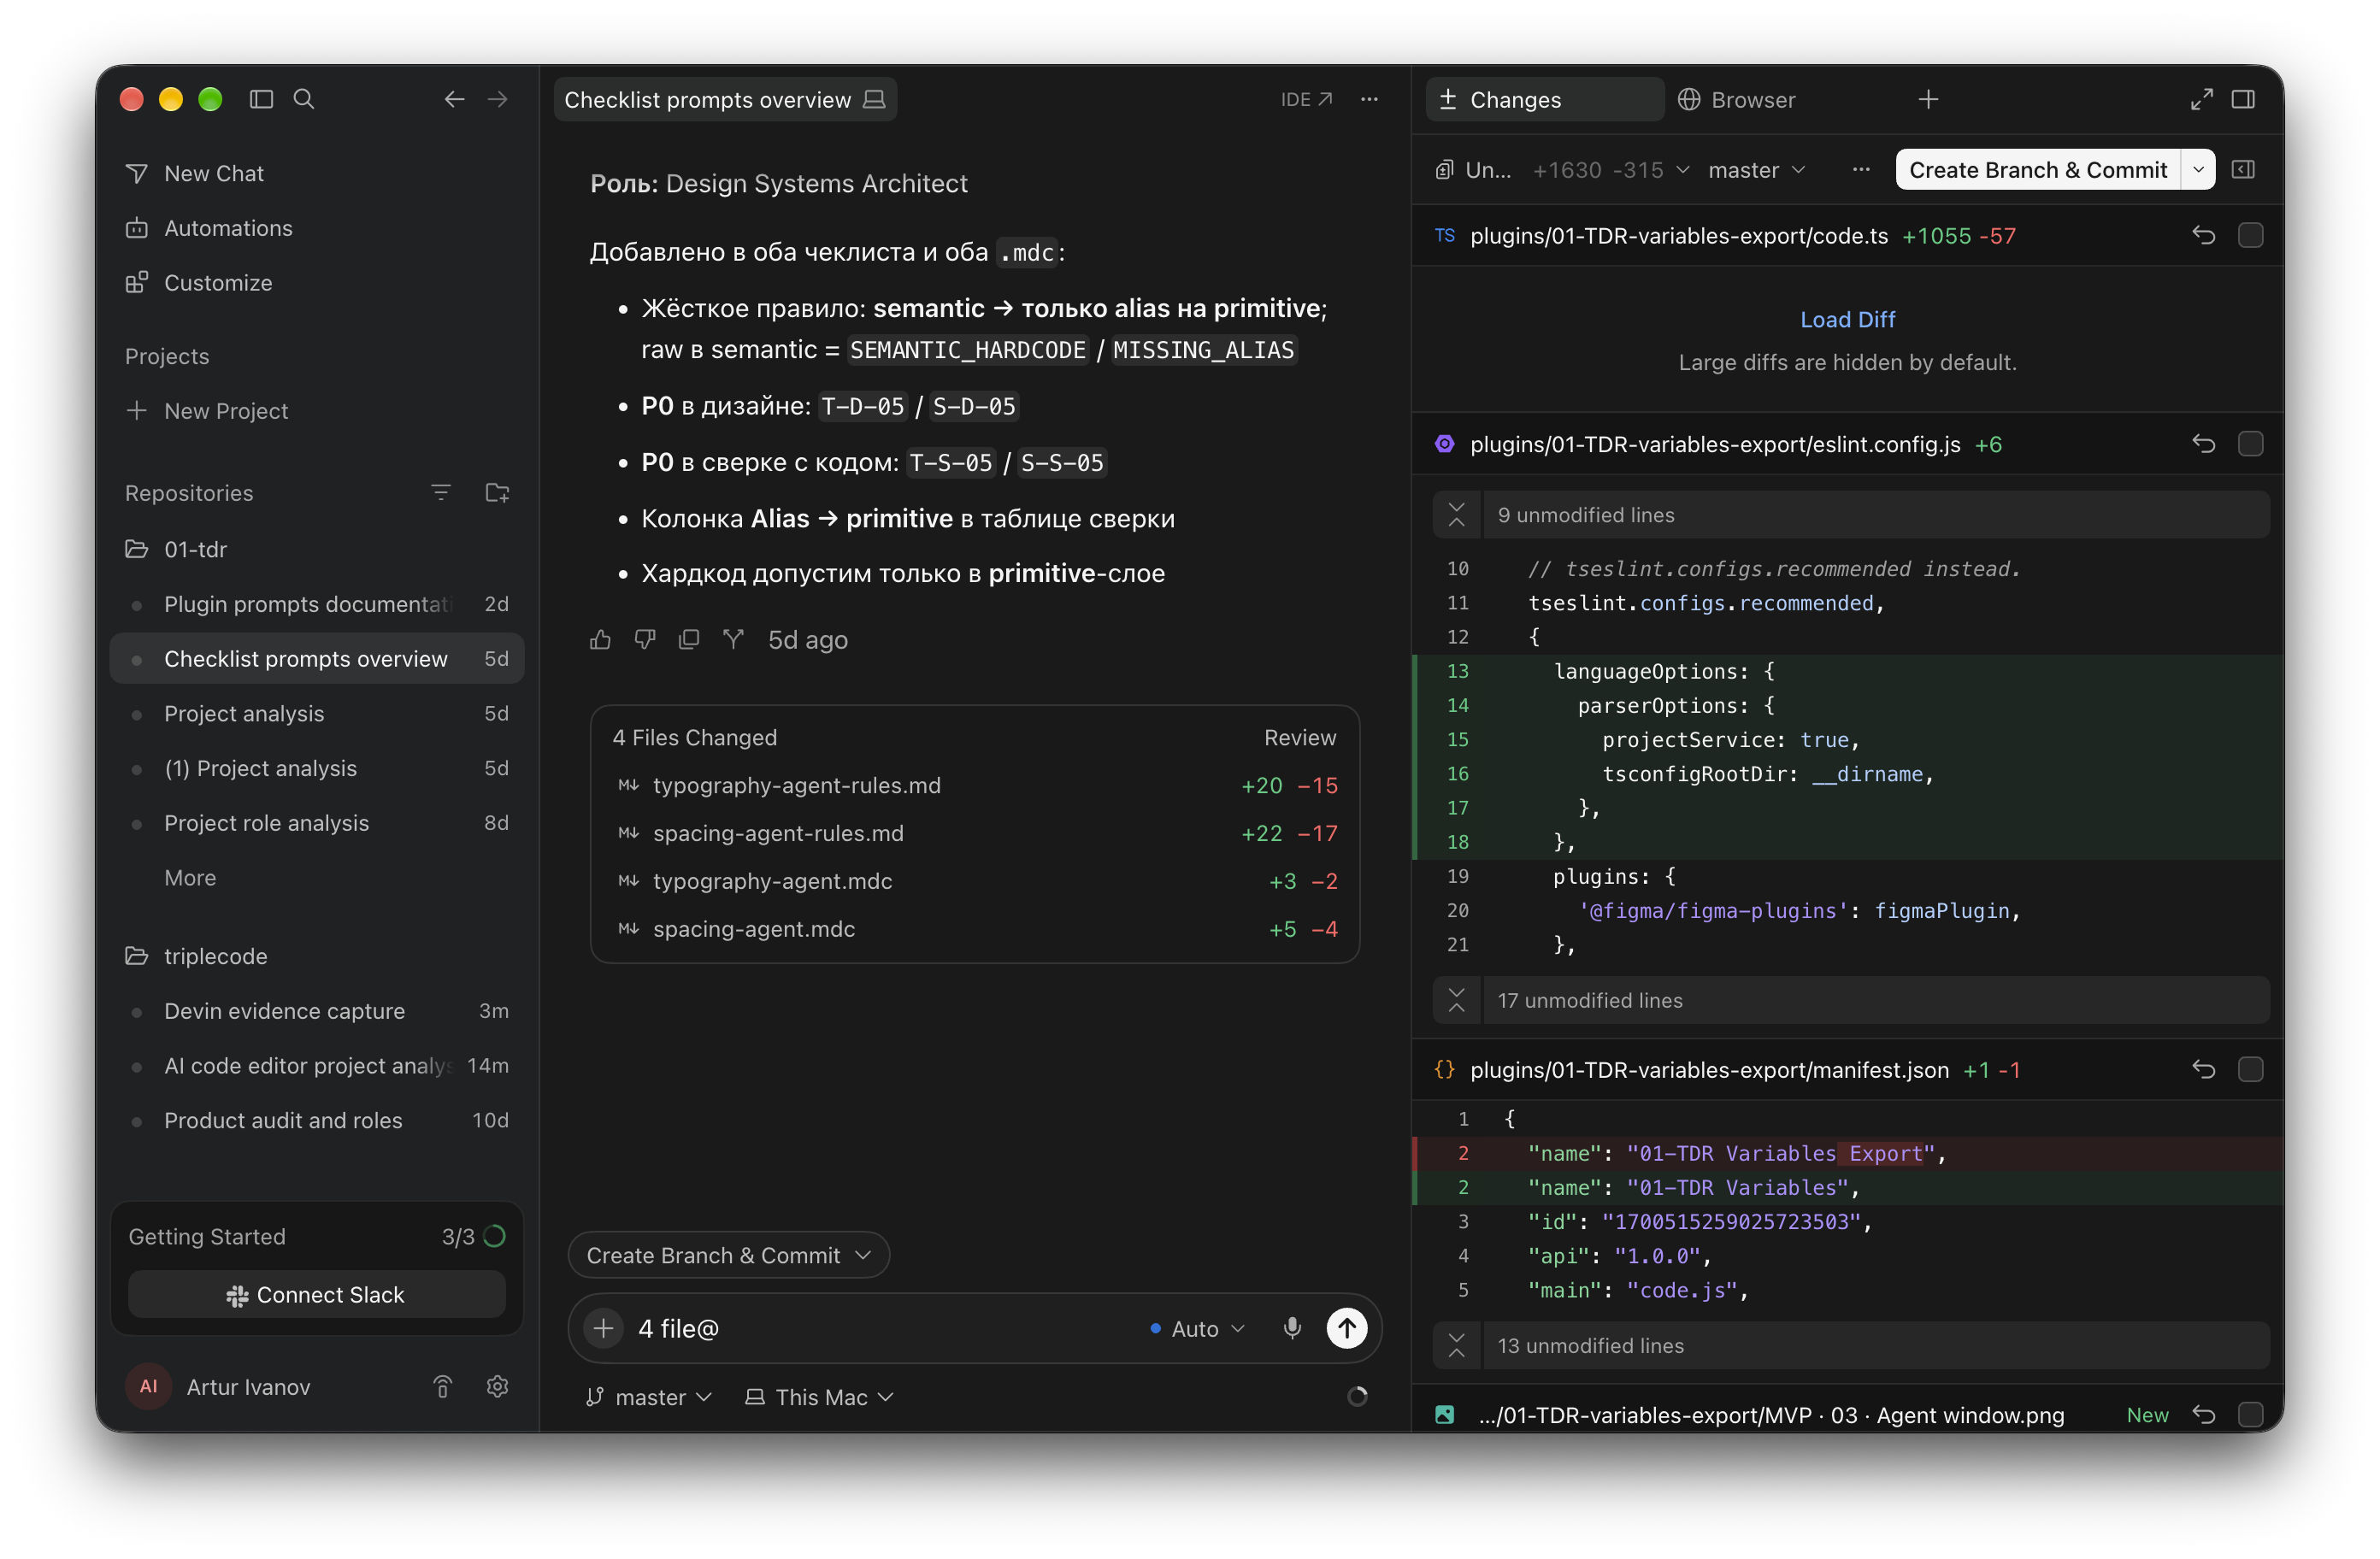 New Chat
Automations
Customize
Projects
New Project
Repositories
01-tdr
Plugin prompts documentati 2d
Checklist prompts overview 5d
Project analysis 5d
(1) Project analysis 5d
Project role analysis 8d
More
triplecode
Devin evidence capture 3m
AI code editor project analys 14m
Product audit and roles 10d
Getting Started 3/3
Connect Slack
AI Artur Ivanov
Checklist prompts overview IDE
Роль: Design Systems Architect
Добавлено в оба чеклиста и оба .mdc:
• Жёсткое правило: semantic → только alias на primitive;
raw в semantic = SEMANTIC_HARDCODE / MISSING_ALIAS
• P0 в дизайне: T-D-05 / S-D-05
• P0 в сверке с кодом: T-S-05 / S-S-05
• Колонка Alias → primitive в таблице сверки
• Хардкод допустим только в primitive-слое
5d ago
4 Files Changed Review
M↓ typography-agent-rules.md +20 −15
M↓ spacing-agent-rules.md +22 −17
M↓ typography-agent.mdc +3 −2
M↓ spacing-agent.mdc +5 −4
Create Branch & Commit
4 file@ Auto
master This Mac
Changes Browser
Un... +1630 -315 master ... Create Branch & Commit
TS plugins/01-TDR-variables-export/code.ts +1055 -57
Load Diff
Large diffs are hidden by default.
plugins/01-TDR-variables-export/eslint.config.js +6
9 unmodified lines
10 // tseslint.configs.recommended instead.
11 tseslint.configs.recommended,
12 {
13 languageOptions: {
14 parserOptions: {
15 projectService: true,
16 tsconfigRootDir: __dirname,
17 },
18 },
19 plugins: {
20 '@figma/figma-plugins': figmaPlugin,
21 },
17 unmodified lines
{} plugins/01-TDR-variables-export/manifest.json +1 -1
1 {
2 "name": "01-TDR Variables Export",
2 "name": "01-TDR Variables",
3 "id": "1700515259025723503",
4 "api": "1.0.0",
5 "main": "code.js",
13 unmodified lines
.../01-TDR-variables-export/MVP · 03 · Agent window.png New